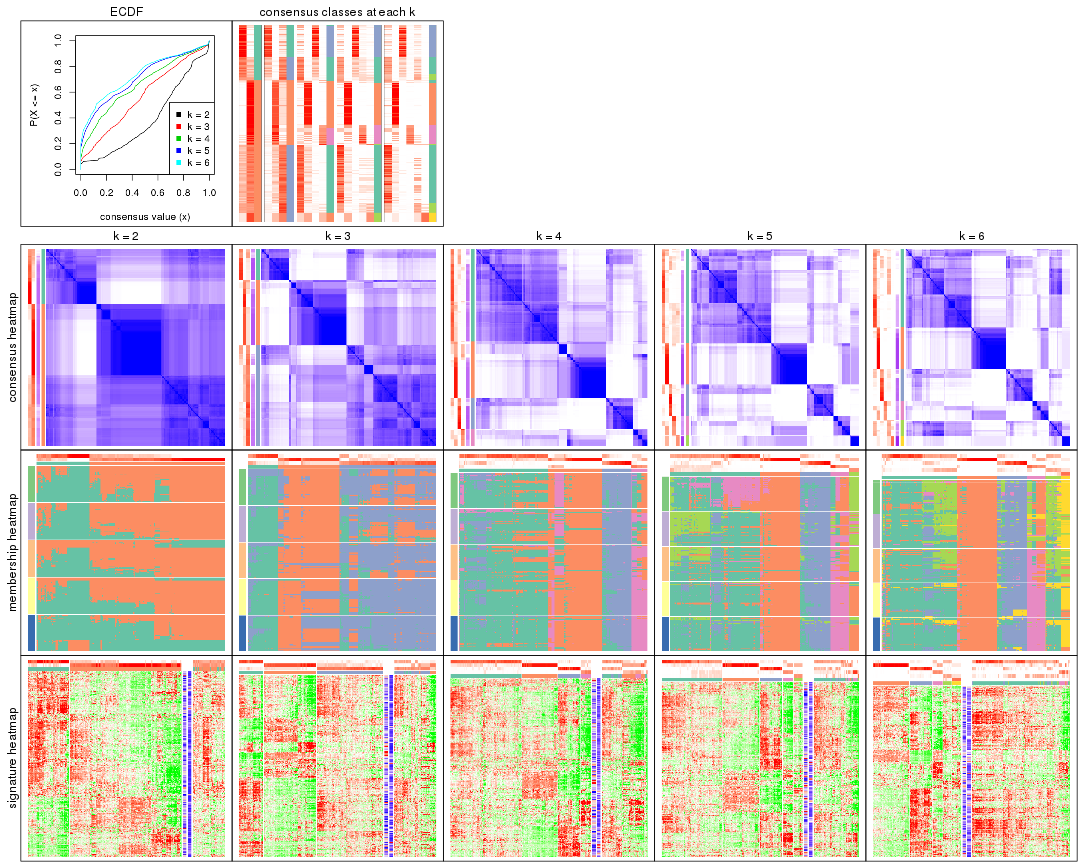 ECDF
consensus classes at each k
P(X <= x)
0.0 0.2 0.4 0.6 0.8 1.0
k = 2
k = 3
k = 4
k = 5
k = 6
0.0 0.2 0.4 0.6 0.8 1.0
consensus value (x)
k = 2
k = 3
k = 4
k = 5
k = 6
consensus heatmap
membership heatmap
signature heatmap